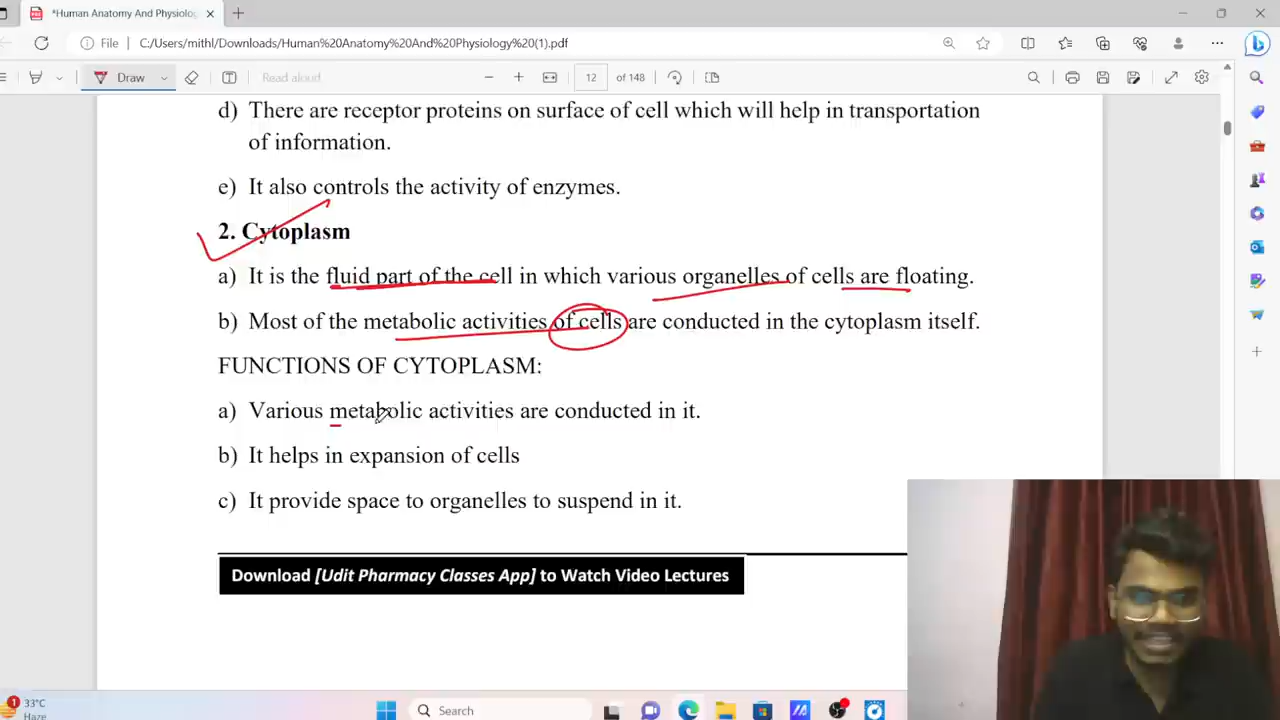 *Human Anatomy And Physiolog
File C:/Users/mithl/Downloads/Human%20Anatomy%20And%20Physiology%20(1).pdf
Draw Read aloud 12 of 148
d) There are receptor proteins on surface of cell which will help in transportation
of information.
e) It also controls the activity of enzymes.
2. Cytoplasm
a) It is the fluid part of the cell in which various organelles of cells are floating.
b) Most of the metabolic activities of cells are conducted in the cytoplasm itself.
FUNCTIONS OF CYTOPLASM:
a) Various metabolic activities are conducted in it.
b) It helps in expansion of cells
c) It provide space to organelles to suspend in it.
Download [Udit Pharmacy Classes App] to Watch Video Lectures
1
33°C
Haze
Search